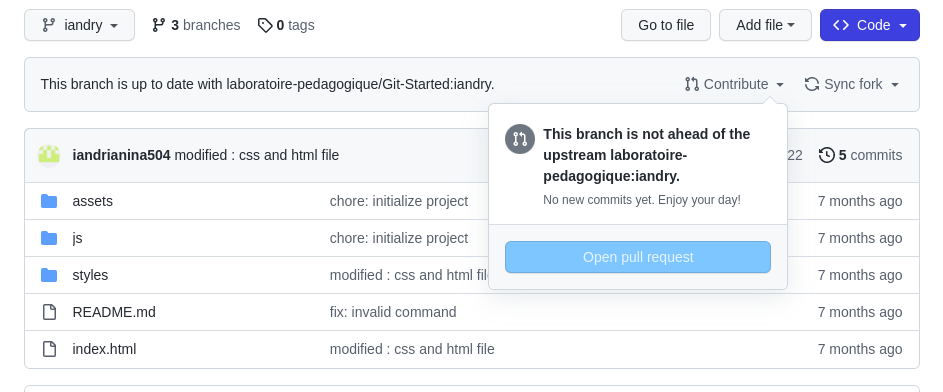 iandry
3 branches
0 tags
Go to file
Add file
Code
This branch is up to date with laboratoire-pedagogique/Git-Started:iandry.
Contribute
Sync fork
This branch is not ahead of the
upstream laboratoire-
pedagogique:iandry.
No new commits yet. Enjoy your day!
Open pull request
iandrianina504 modified : css and html file
22
5 commits
assets
chore: initialize project
7 months ago
js
chore: initialize project
7 months ago
styles
modified : css and html
7 months ago
README.md
fix: invalid command
7 months ago
index.html
modified : css and html file
7 months ago